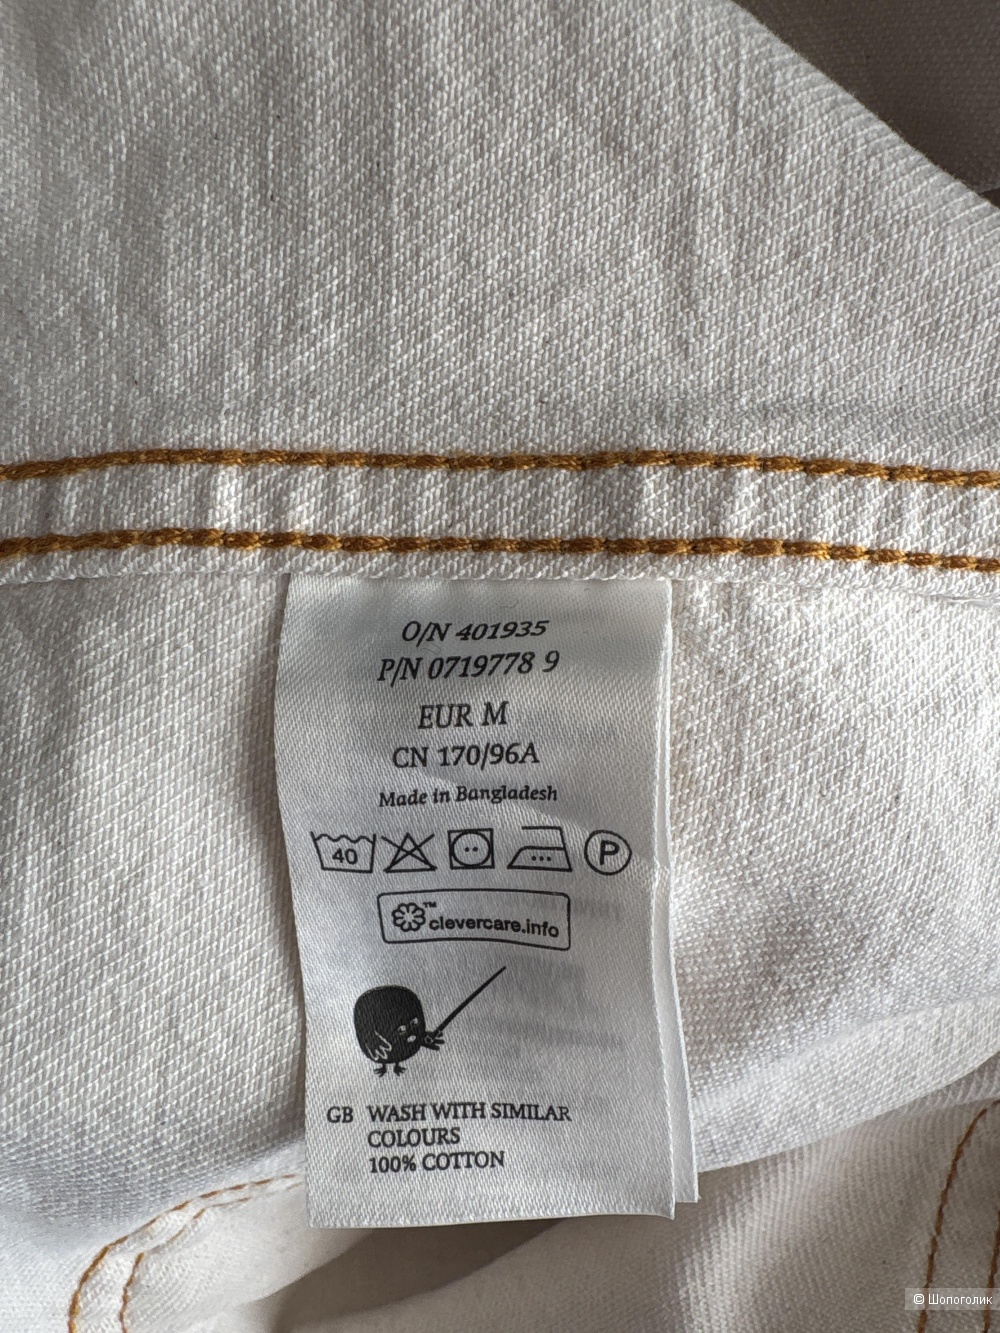 O/N 401935
P/N 0719778 9
EUR M
CN 170/96A
Made in Bangladesh
40
P
™
clevercare.info
GB WASH WITH SIMILAR
COLOURS
100% COTTON
© Шопоголик